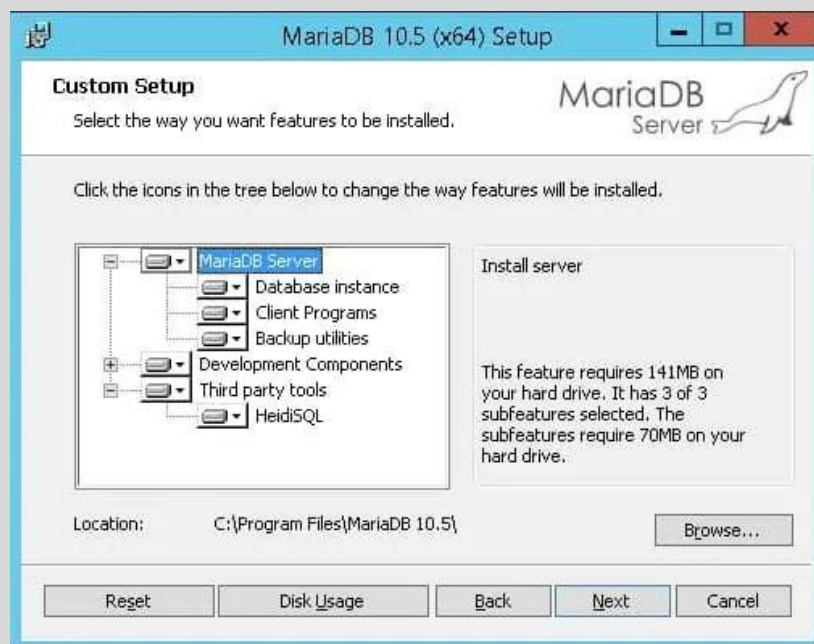 MariaDB 10.5 (x64) Setup
Custom Setup
Select the way you want features to be installed.
MariaDB
Server
Click the icons in the tree below to change the way features will be installed.
MariaDB Server
Database instance
Client Programs
Backup utilities
Development Components
Third party tools
HeidiSQL
Install server
This feature requires 141MB on
your hard drive. It has 3 of 3
subfeatures selected. The
subfeatures require 70MB on your
hard drive.
Location: C:\Program Files\MariaDB 10.5\
Browse...
Reset Disk Usage Back Next Cancel